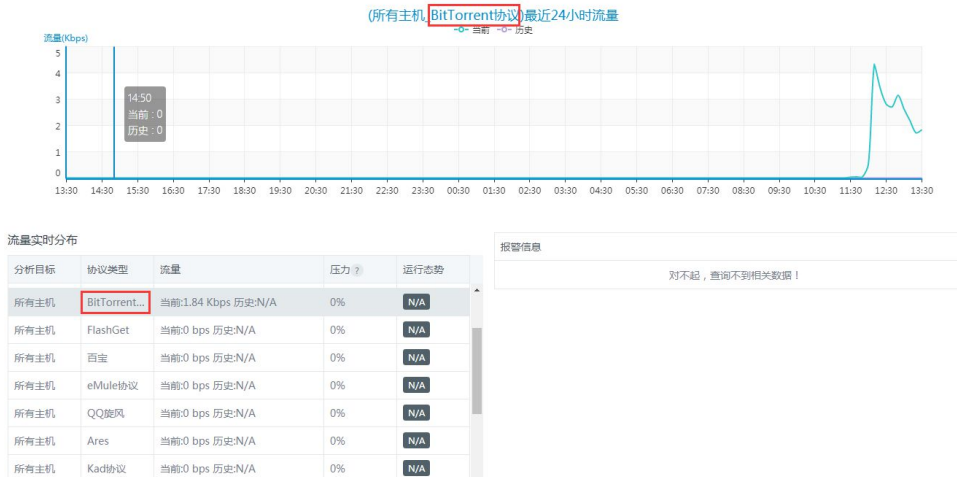 (所有主机_BitTorrent协议)最近24小时流量
当前 历史
流量(Kbps)
5
4
3
2
1
0
14:50
当前 : 0
历史 : 0
13:30 14:30 15:30 16:30 17:30 18:30 19:30 20:30 21:30 22:30 23:30 00:30 01:30 02:30 03:30 04:30 05:30 06:30 07:30 08:30 09:30 10:30 11:30 12:30 13:30
流量实时分布
分析目标 协议类型 流量 压力 ? 运行态势
所有主机 BitTorrent... 当前:1.84 Kbps 历史:N/A 0% N/A
所有主机 FlashGet 当前:0 bps 历史:N/A 0% N/A
所有主机 百宝 当前:0 bps 历史:N/A 0% N/A
所有主机 eMule协议 当前:0 bps 历史:N/A 0% N/A
所有主机 QQ旋风 当前:0 bps 历史:N/A 0% N/A
所有主机 Ares 当前:0 bps 历史:N/A 0% N/A
所有主机 Kad协议 当前:0 bps 历史:N/A 0% N/A
报警信息
对不起，查询不到相关数据！